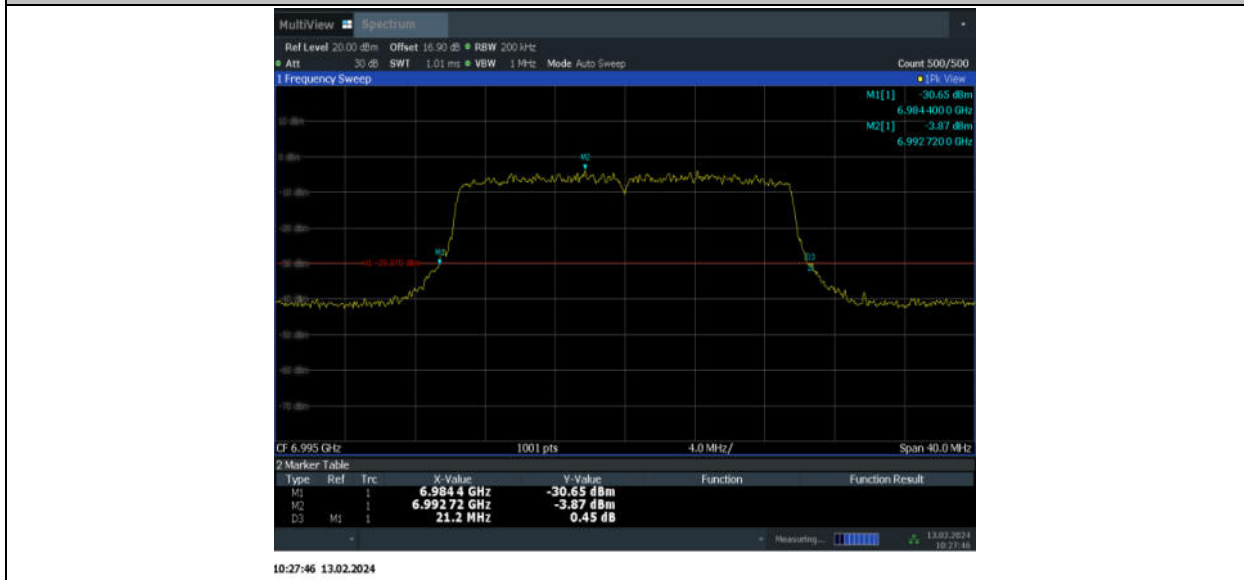 MultiView Spectrum
Ref Level 20.00 dBm Offset 16.90 dB RBW 200 kHz
Att 30 dB SWT 1.01 ms VBW 1 MHz Mode Auto Sweep Count 500/500
1 Frequency Sweep 1Pk View
M1[1] -30.65 dBm
6.984 400 0 GHz
M2[1] -3.87 dBm
6.992 720 0 GHz
10 dBm
0 dBm
M2
-10 dBm
-20 dBm
M1
D3
-30 dBm
-40 dBm
-50 dBm
-60 dBm
-70 dBm
CF 6.995 GHz 1001 pts 4.0 MHz/ Span 40.0 MHz
2 Marker Table
Type Ref Trc X-Value Y-Value Function Function Result
M1 1 6.984 4 GHz -30.65 dBm
M2 1 6.992 72 GHz -3.87 dBm
D3 M1 1 21.2 MHz 0.45 dB
Measuring... 13.02.2024
10:27:46
10:27:46 13.02.2024